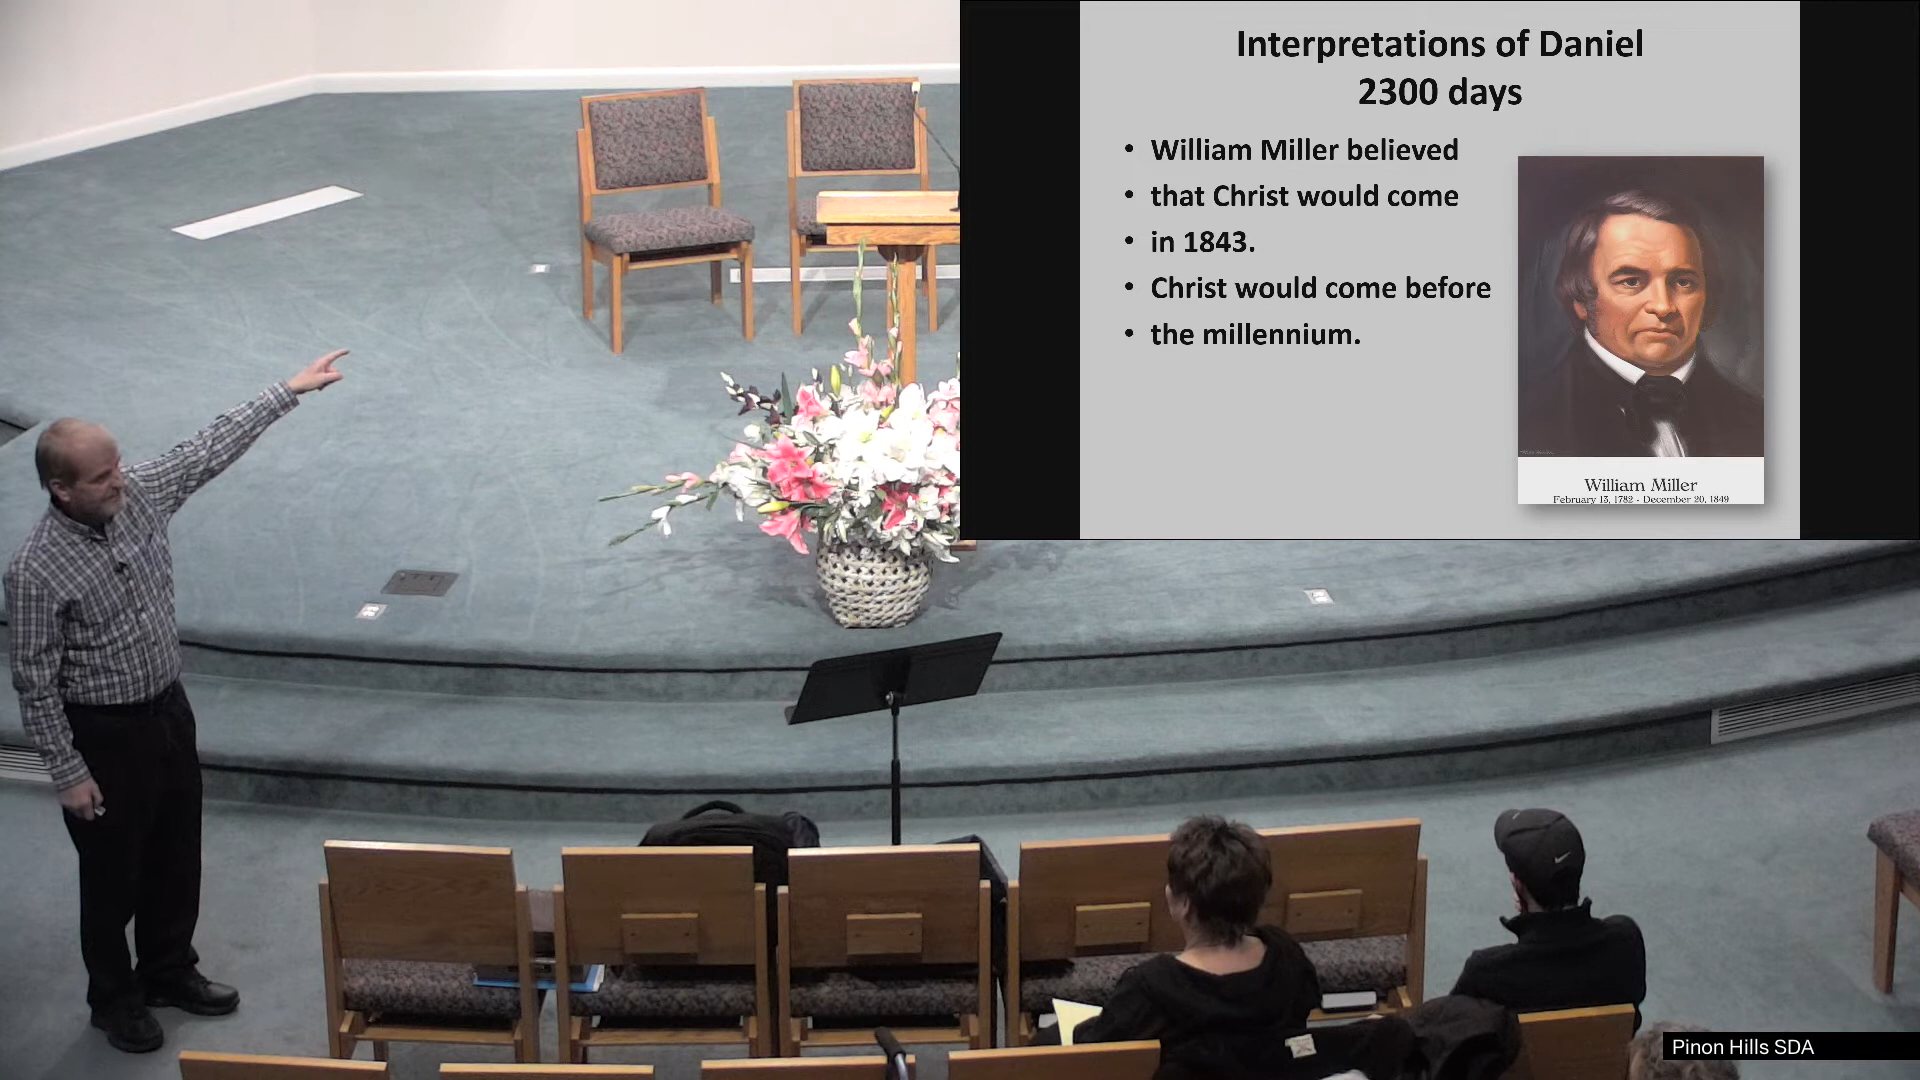 Interpretations of Daniel
2300 days
• William Miller believed
• that Christ would come
• in 1843.
• Christ would come before
• the millennium.
William Miller
February 13, 1782 - December 20, 1849
Pinon Hills SDA